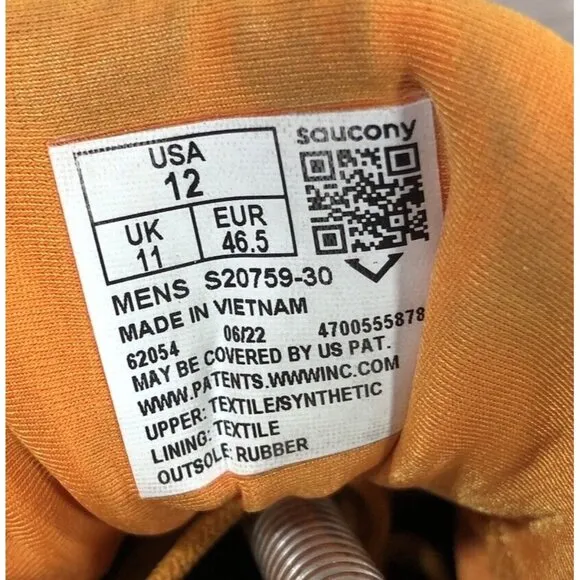 saucony
USA
12
UK
11
EUR
46.5
MENS S20759-30
MADE IN VIETNAM
62054 06/22 4700555878
MAY BE COVERED BY US PAT.
WWW.PATENTS.WWWINC.COM
UPPER: TEXTILE/SYNTHETIC
LINING: TEXTILE
OUTSOLE: RUBBER